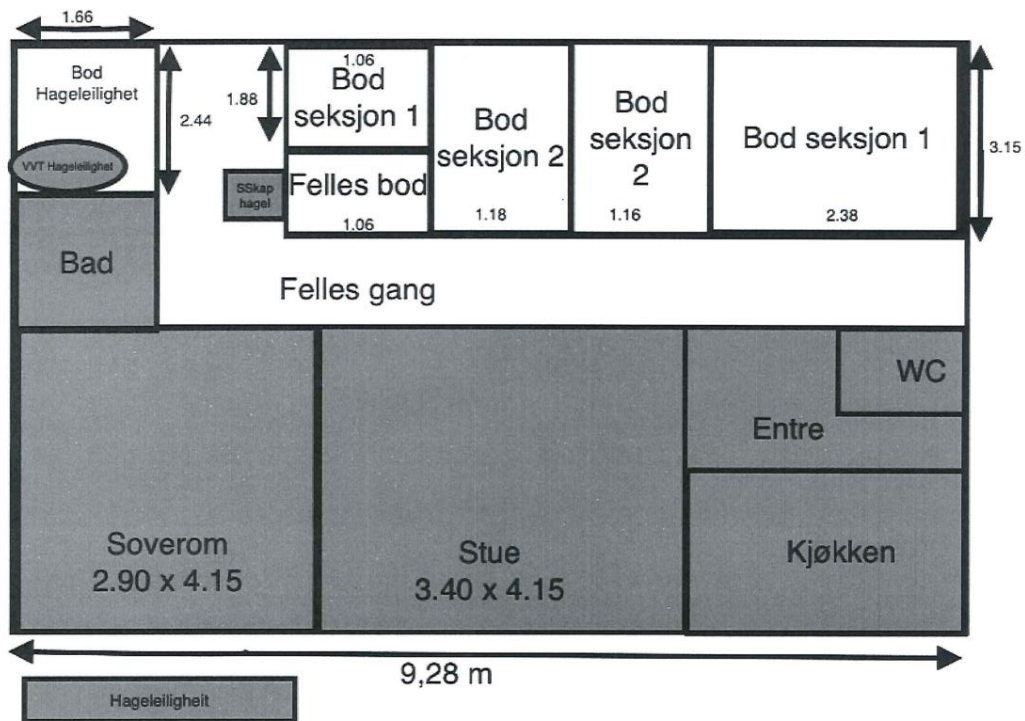 1.66
Bod
Hageleilighet
2.44
VVT Hageleilighet
Bad
1.88
SSkap
hagel
1.06
Bod
seksjon 1
Felles bod
1.06
Bod
seksjon 2
1.18
Bod
seksjon
2
1.16
Bod seksjon 1
2.38
3.15
Felles gang
WC
Entre
Soverom
2.90 x 4.15
Stue
3.40 x 4.15
Kjøkken
9,28 m
Hageleiligheit